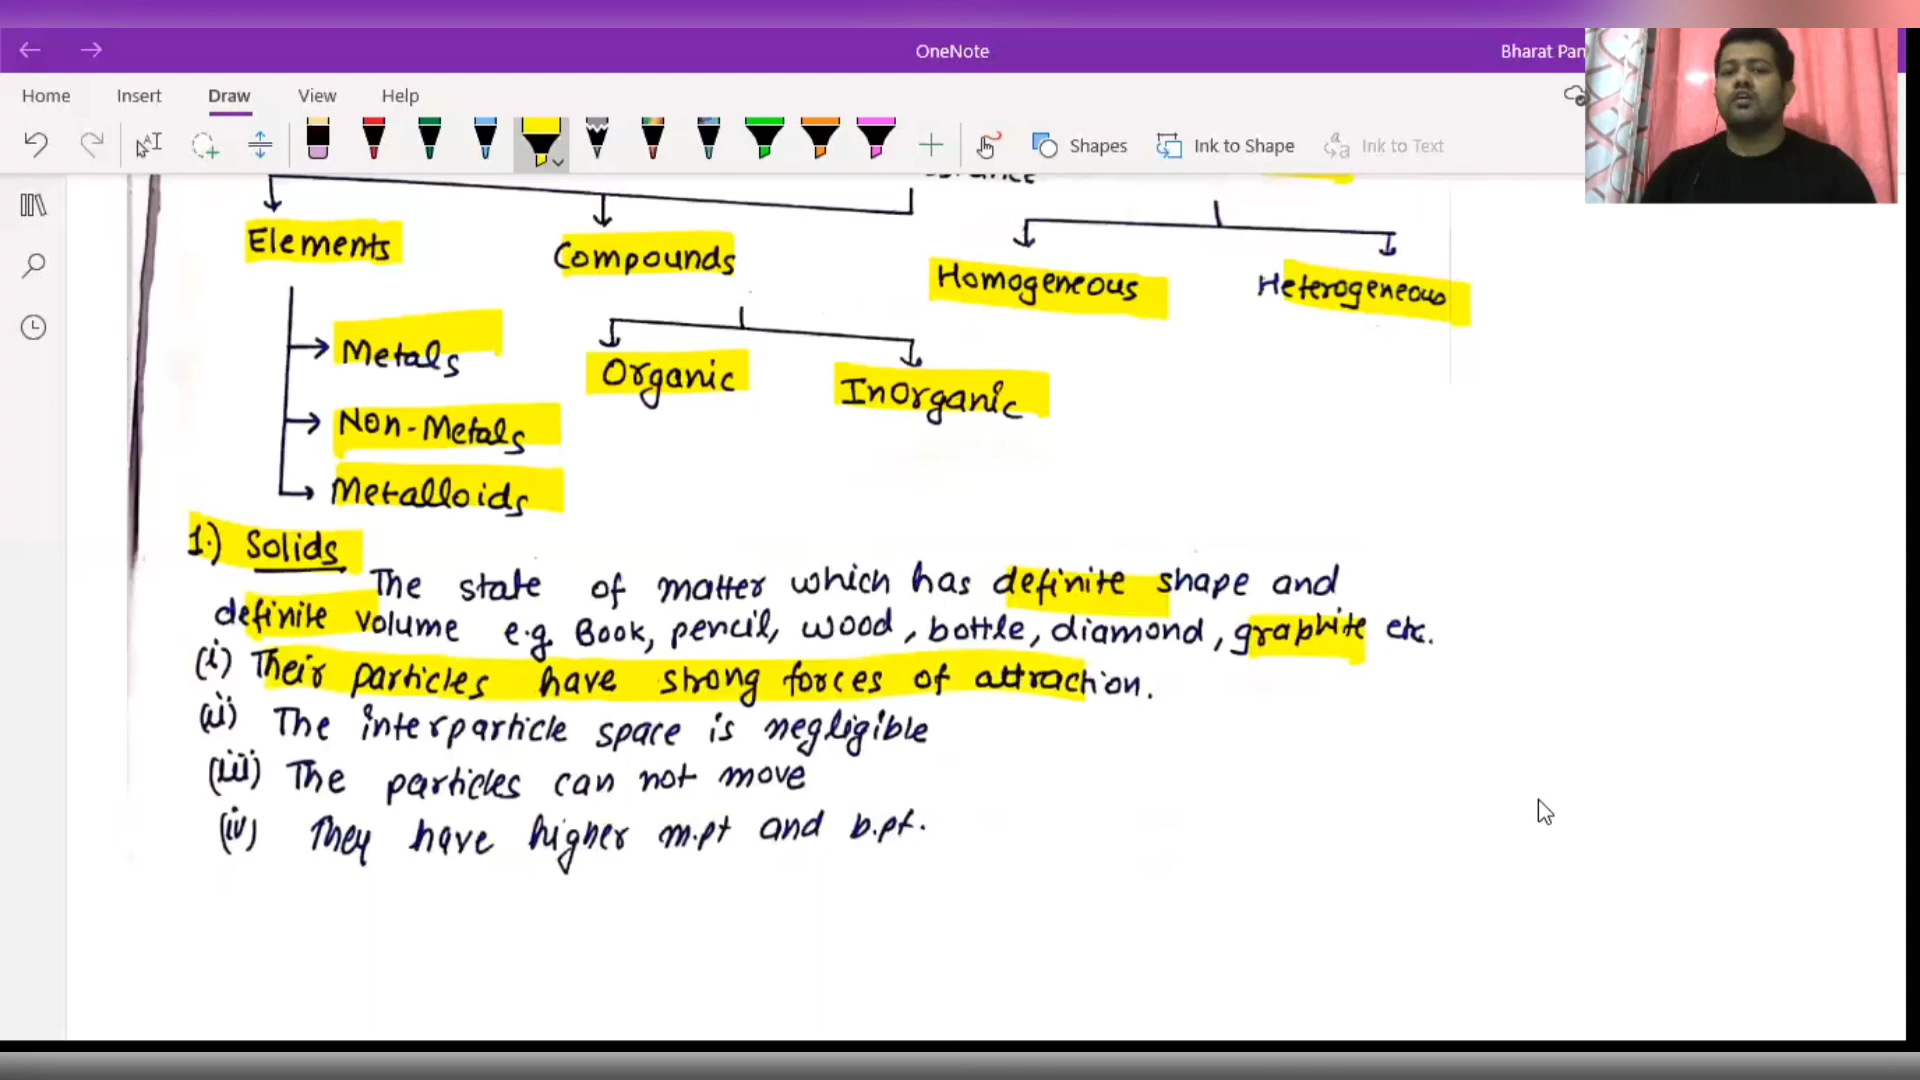 OneNote
Bharat Pan
Home Insert Draw View Help
Shapes Ink to Shape Ink to Text
Elements
Compounds
Homogeneous
Heterogeneous
Metals
Organic
InOrganic
Non-Metals
Metalloids
1.) Solids
The state of matter which has definite shape and
definite volume e.g. Book, pencil, wood, bottle, diamond, graphite etc.
(i) Their particles have strong forces of attraction.
(ii) The interparticle space is negligible
(iii) The particles can not move
(iv) They have higher m.pt and b.pt.